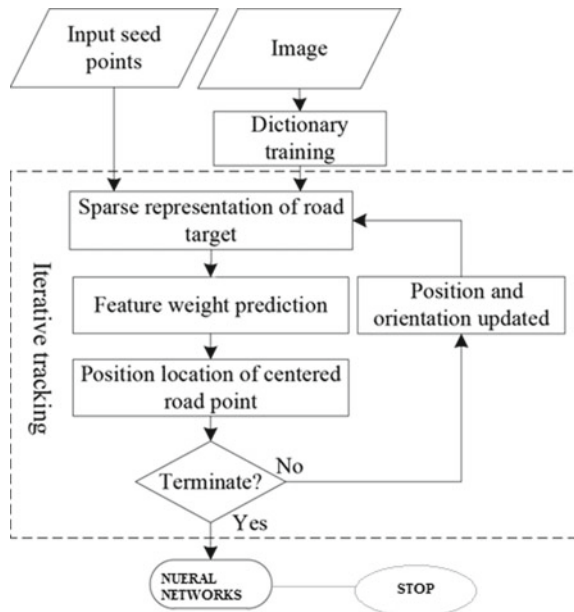 Input seed
points
Image
Dictionary
training
Sparse representation of road
target
Feature weight prediction
Position and
orientation updated
Position location of centered
road point
Iterative tracking
Terminate?
No
Yes
NUERAL
NETWORKS
STOP